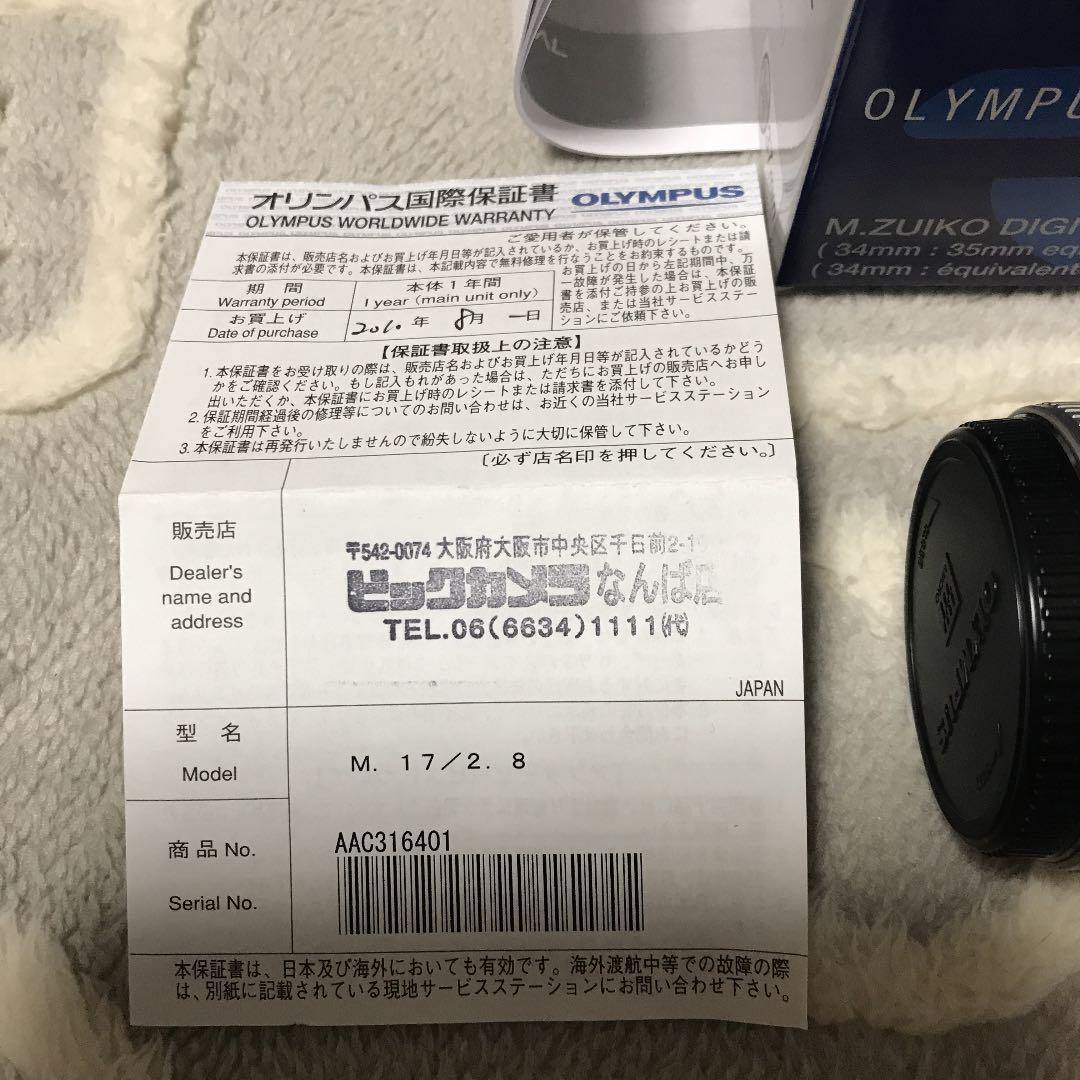 オリンパス国際保証書 OLYMPUS
OLYMPUS WORLDWIDE WARRANTY
ご愛用者が保管してください。
本保証書は、販売店名およびお買上げ年月日等が記入されているか、お買上げ時のレシートまたは請
求書の添付が必要です。本保証書は、本記載内容で無料修理を行なうことをお約束するものです。
期 間
Warranty period
本体1年間
1 year (main unit only)
お買上げ
Date of purchase
2010年 8月 一日
お買上げの日から左記期間中、万
一故障が発生した場合は、本保証
書を添付ご持参の上お買上げの販
売店、または当社サービスステー
ションにご依頼下さい。
【保証書取扱上の注意】
1.本保証書をお受け取りの際は、販売店名およびお買上げ年月日等が記入されているかどう
かをご確認ください。もし記入もれがあった場合は、ただちにお買上げの販売店へお申し
出いただくか、本保証書にお買上げ時のレシートまたは請求書を添付して下さい。
2.保証期間経過後の修理等についてのお問い合わせは、お近くの当社サービスステーション
をご利用下さい。
3.本保証書は再発行いたしませんので紛失しないように大切に保管して下さい。
〔必ず店名印を押してください。〕
販売店
Dealer's
name and
address
〒542-0074 大阪府大阪市中央区千日前2-1
ビックカメラ なんば店
TEL.06(6634)1111㈹
JAPAN
型 名
Model
M. 17/2. 8
商品 No.
Serial No.
AAC316401
本保証書は、日本及び海外においても有効です。海外渡航中等での故障の際
は、別紙に記載されている現地サービスステーションにお問い合わせ下さい。
OLYMPU
M.ZUIKO DIGI
( 34mm : 35mm eq
( 34mm : équivalent
OLYMPUS